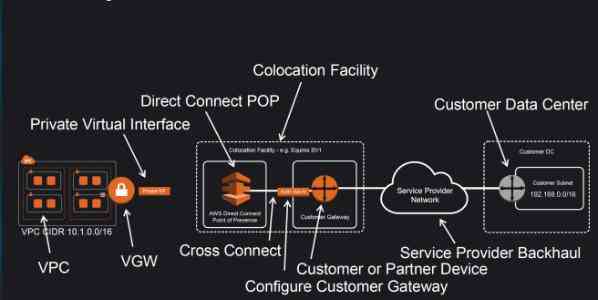 Colocation Facility
Direct Connect POP
Customer Data Center
Private Virtual Interface
Colocation Facility - e.g. Equinix SV1
Customer DC
Private VIF
AWS Direct Connect
Point of Presence
Customer Gateway
Service Provider
Network
Customer Subnet
192.168.0.0/16
VPC CIDR 10.1.0.0/16
VPC
VGW
Cross Connect
Service Provider Backhaul
Customer or Partner Device
Configure Customer Gateway